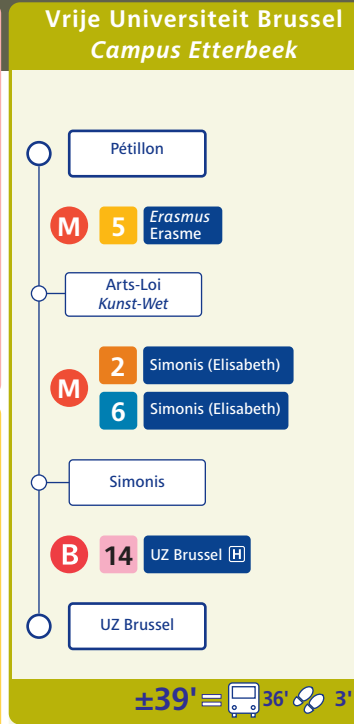 Vrije Universiteit Brussel
Campus Etterbeek
Pétillon
M 5 Erasmus
Erasme
Arts-Loi
Kunst-Wet
2 Simonis (Elisabeth)
M
6 Simonis (Elisabeth)
Simonis
B 14 UZ Brussel H
UZ Brussel
±39' = 36' 3'